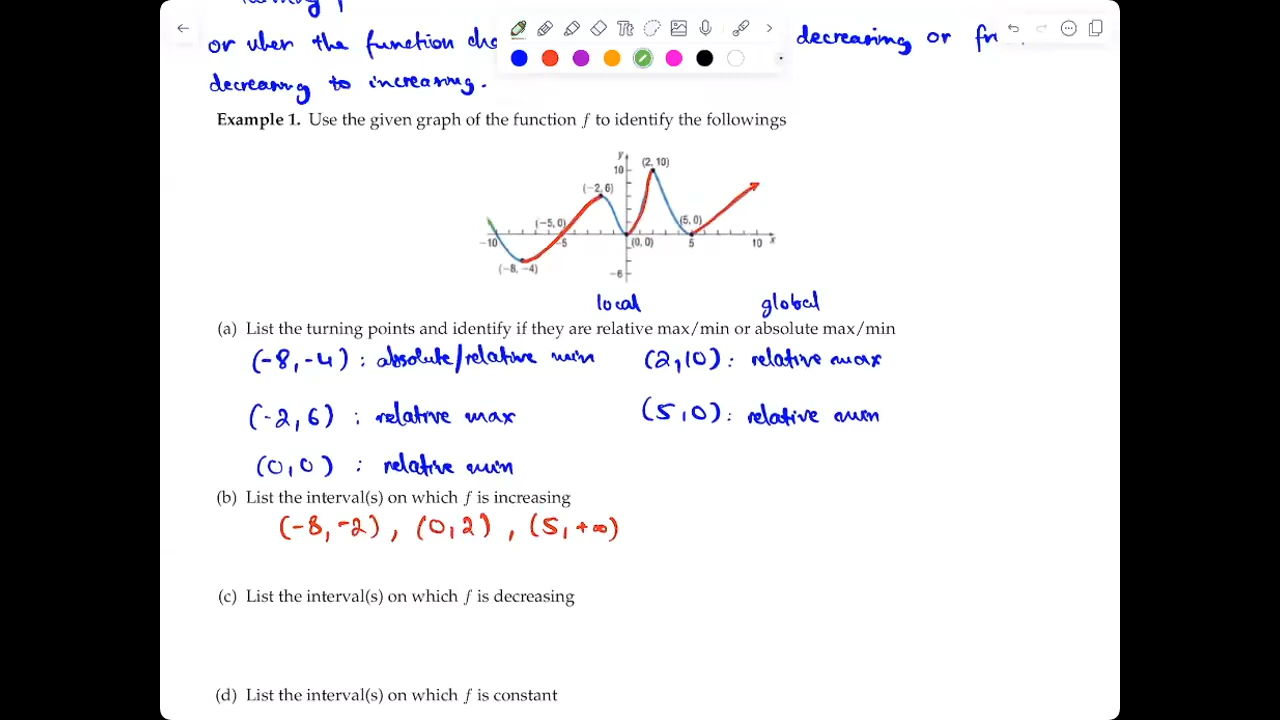 or when the function decreasing or
decreasing to increasing.
Example 1. Use the given graph of the function f to identify the followings
y
10
(2, 10)
(−2, 6)
(−5, 0)
(5, 0)
−10
−5
(0, 0)
5
10
x
(−8, −4)
−6
local global
(a) List the turning points and identify if they are relative max/min or absolute max/min
(-8, -4) : absolute/relative min (2, 10) : relative max
(-2, 6) : relative max (5, 0) : relative min
(0, 0) : relative min
(b) List the interval(s) on which f is increasing
(-8, -2), (0, 2), (5, +∞)
(c) List the interval(s) on which f is decreasing
(d) List the interval(s) on which f is constant